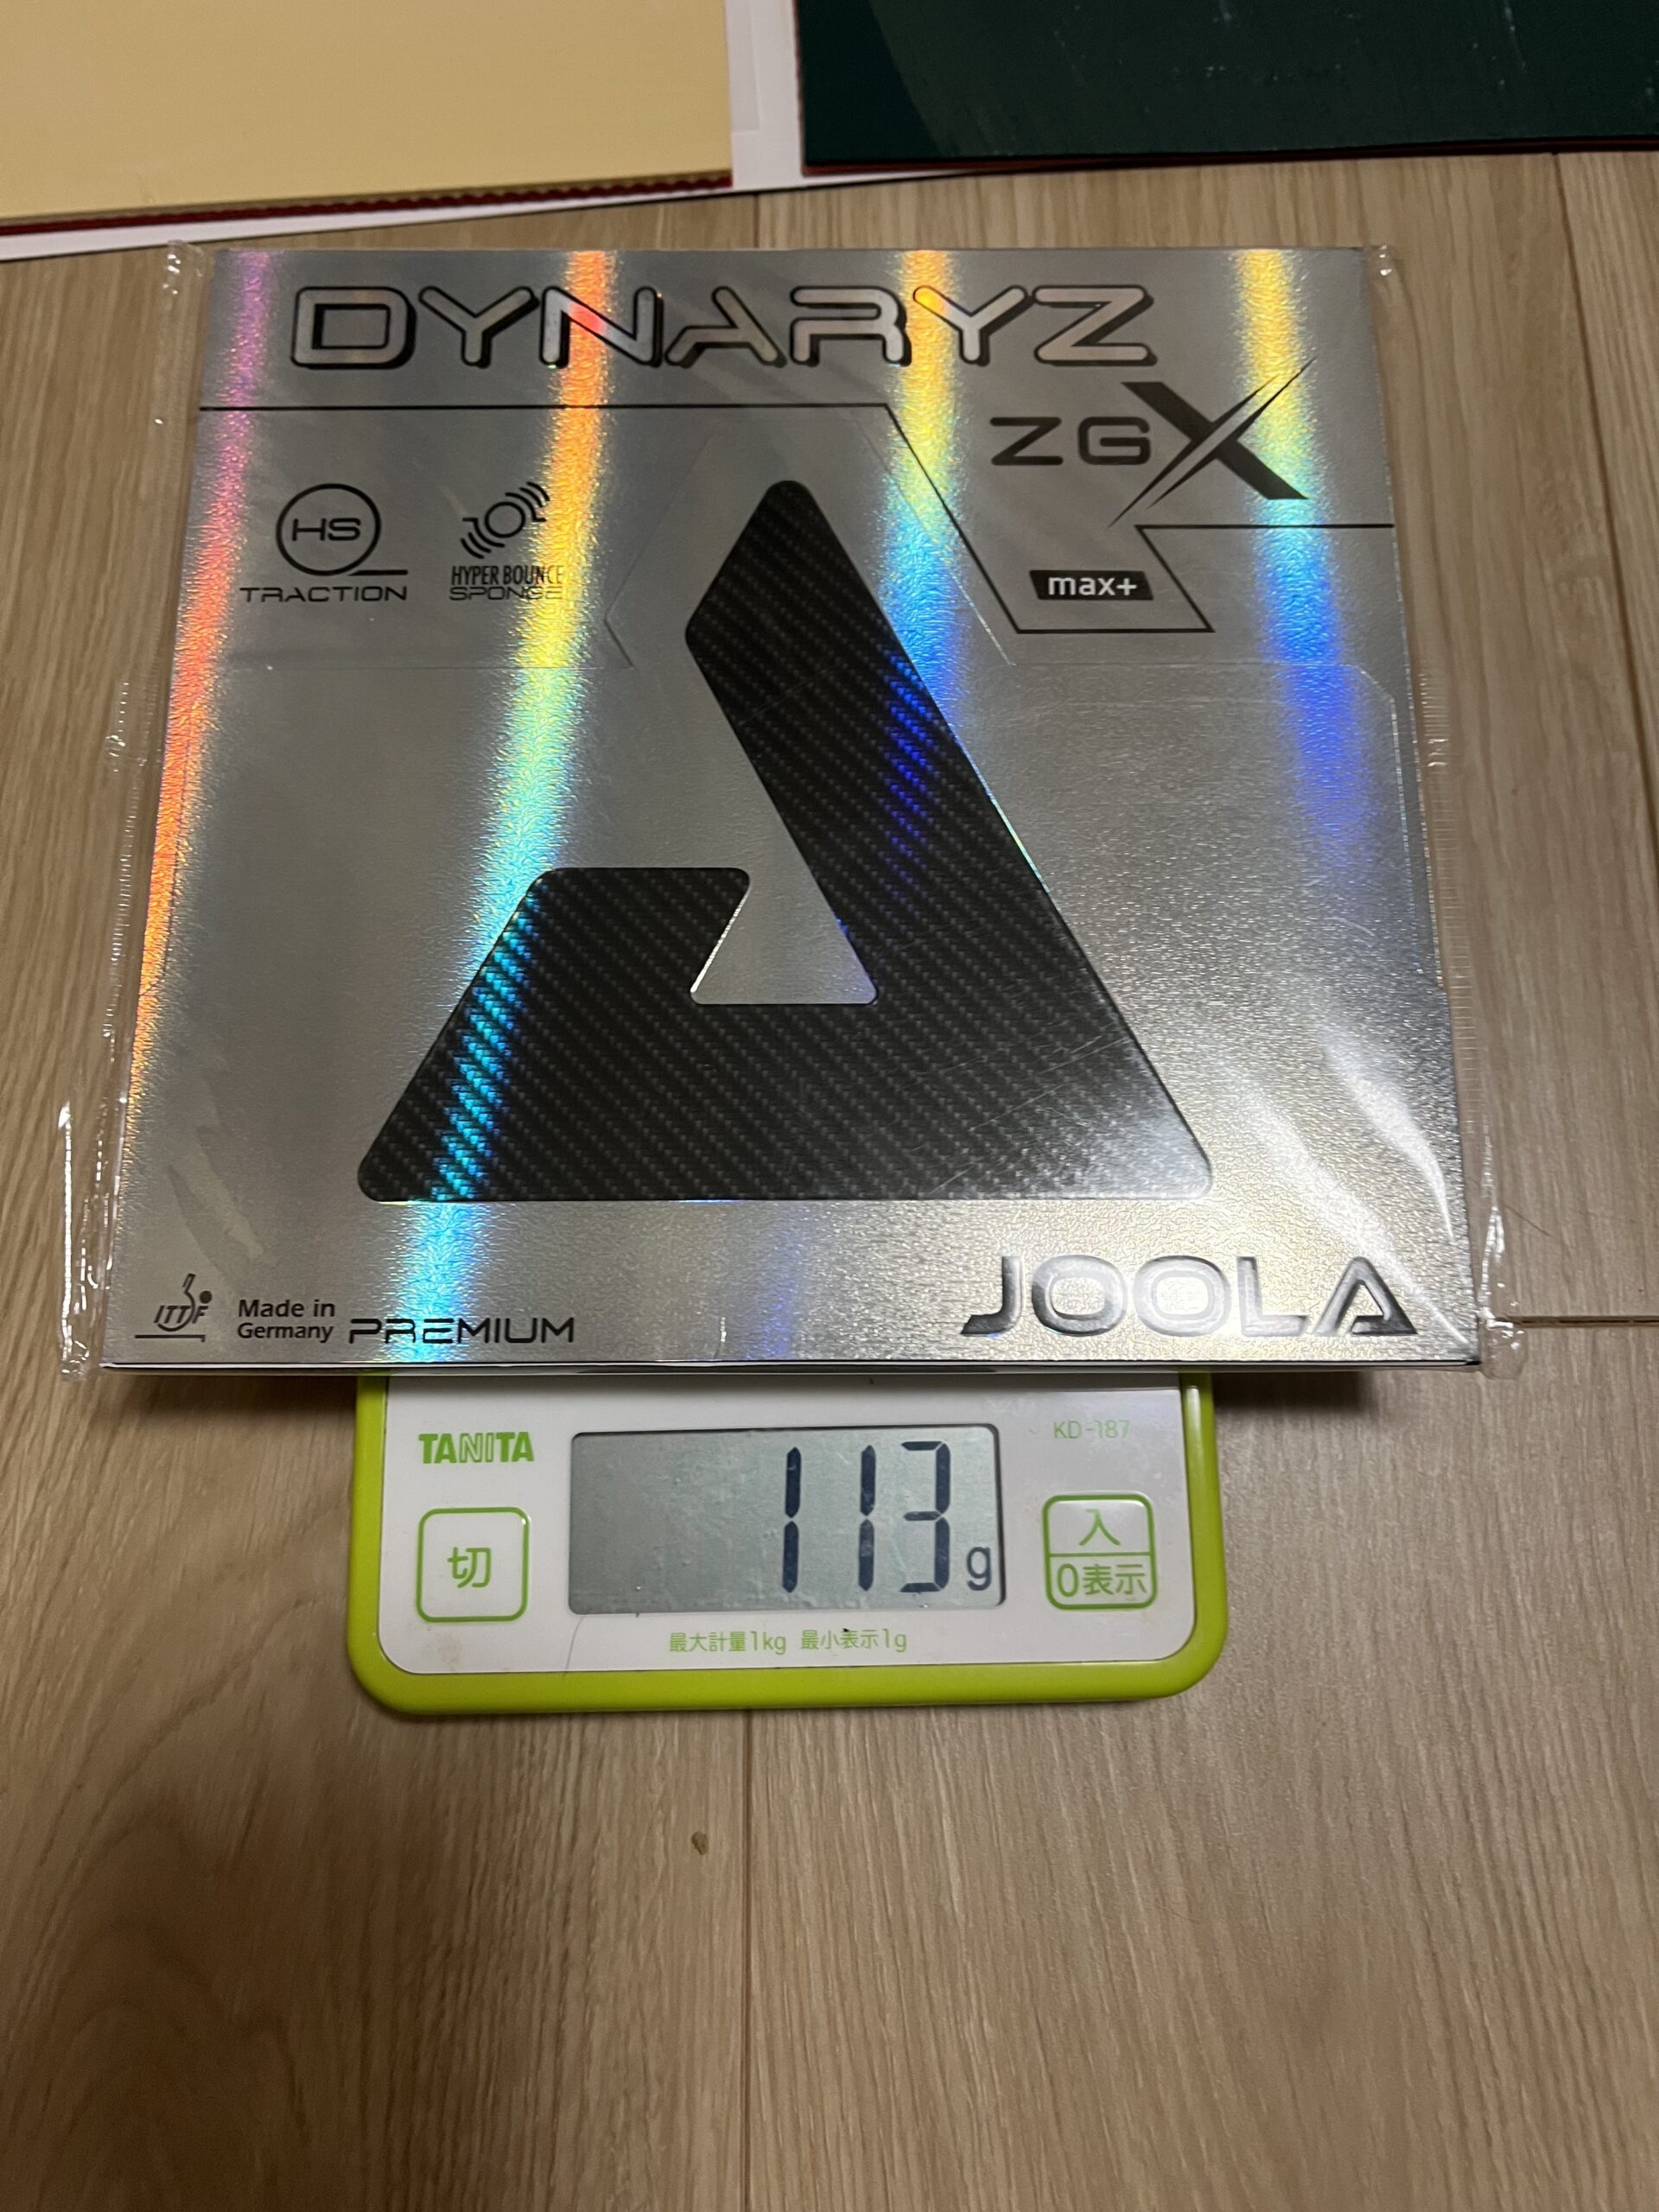 DYNARYZ
ZGX
HS
TRACTION
HYPER BOUNCE
SPONGE
max+
ITTF
Made in
Germany
PREMIUM
JOOLA
TANITA
KD-187
113g
切
入
0表示
最大計量1kg 最小表示1g